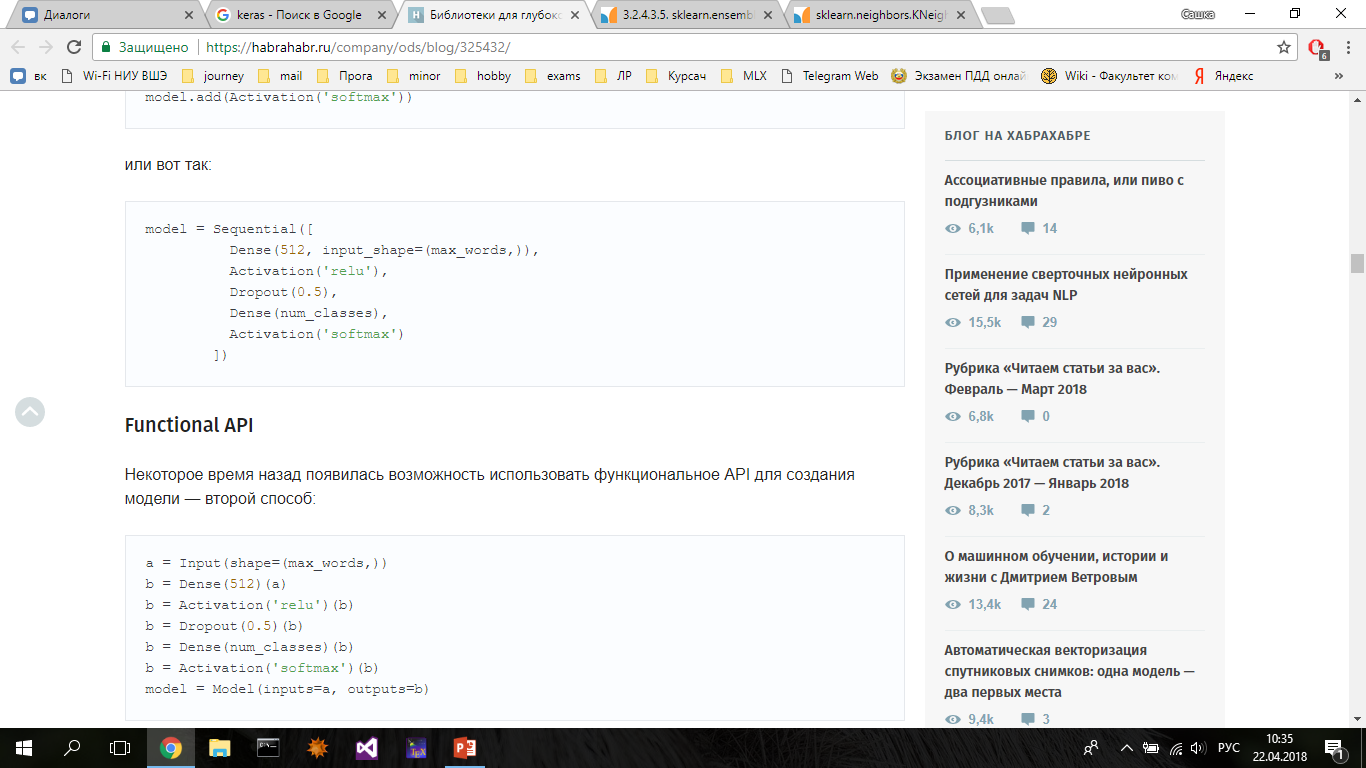 Диалоги
keras - Поиск в Google
Библиотеки для глубоко
3.2.4.3.5. sklearn.ensemb
sklearn.neighbors.KNeigh
Сашка
Защищено
https://habrahabr.ru/company/ods/blog/325432/
6
вк
Wi-Fi НИУ ВШЭ
journey
mail
Прога
minor
hobby
exams
ЛР
Курсач
MLX
Telegram Web
Экзамен ПДД онлай
Wiki - Факультет ком
Яндекс
»
model.add(Activation('softmax'))
или вот так:
model = Sequential([
Dense(512, input_shape=(max_words,)),
Activation('relu'),
Dropout(0.5),
Dense(num_classes),
Activation('softmax')
])
Functional API
Некоторое время назад появилась возможность использовать функциональное API для создания
модели — второй способ:
a = Input(shape=(max_words,))
b = Dense(512)(a)
b = Activation('relu')(b)
b = Dropout(0.5)(b)
b = Dense(num_classes)(b)
b = Activation('softmax')(b)
model = Model(inputs=a, outputs=b)
БЛОГ НА ХАБРАХАБРЕ
Ассоциативные правила, или пиво с
подгузниками
6,1k 14
Применение сверточных нейронных
сетей для задач NLP
15,5k 29
Рубрика «Читаем статьи за вас».
Февраль — Март 2018
6,8k 0
Рубрика «Читаем статьи за вас».
Декабрь 2017 — Январь 2018
8,3k 2
О машинном обучении, истории и
жизни с Дмитрием Ветровым
13,4k 24
Автоматическая векторизация
спутниковых снимков: одна модель —
два первых места
9,4k 3
РУС
10:35
22.04.2018
1